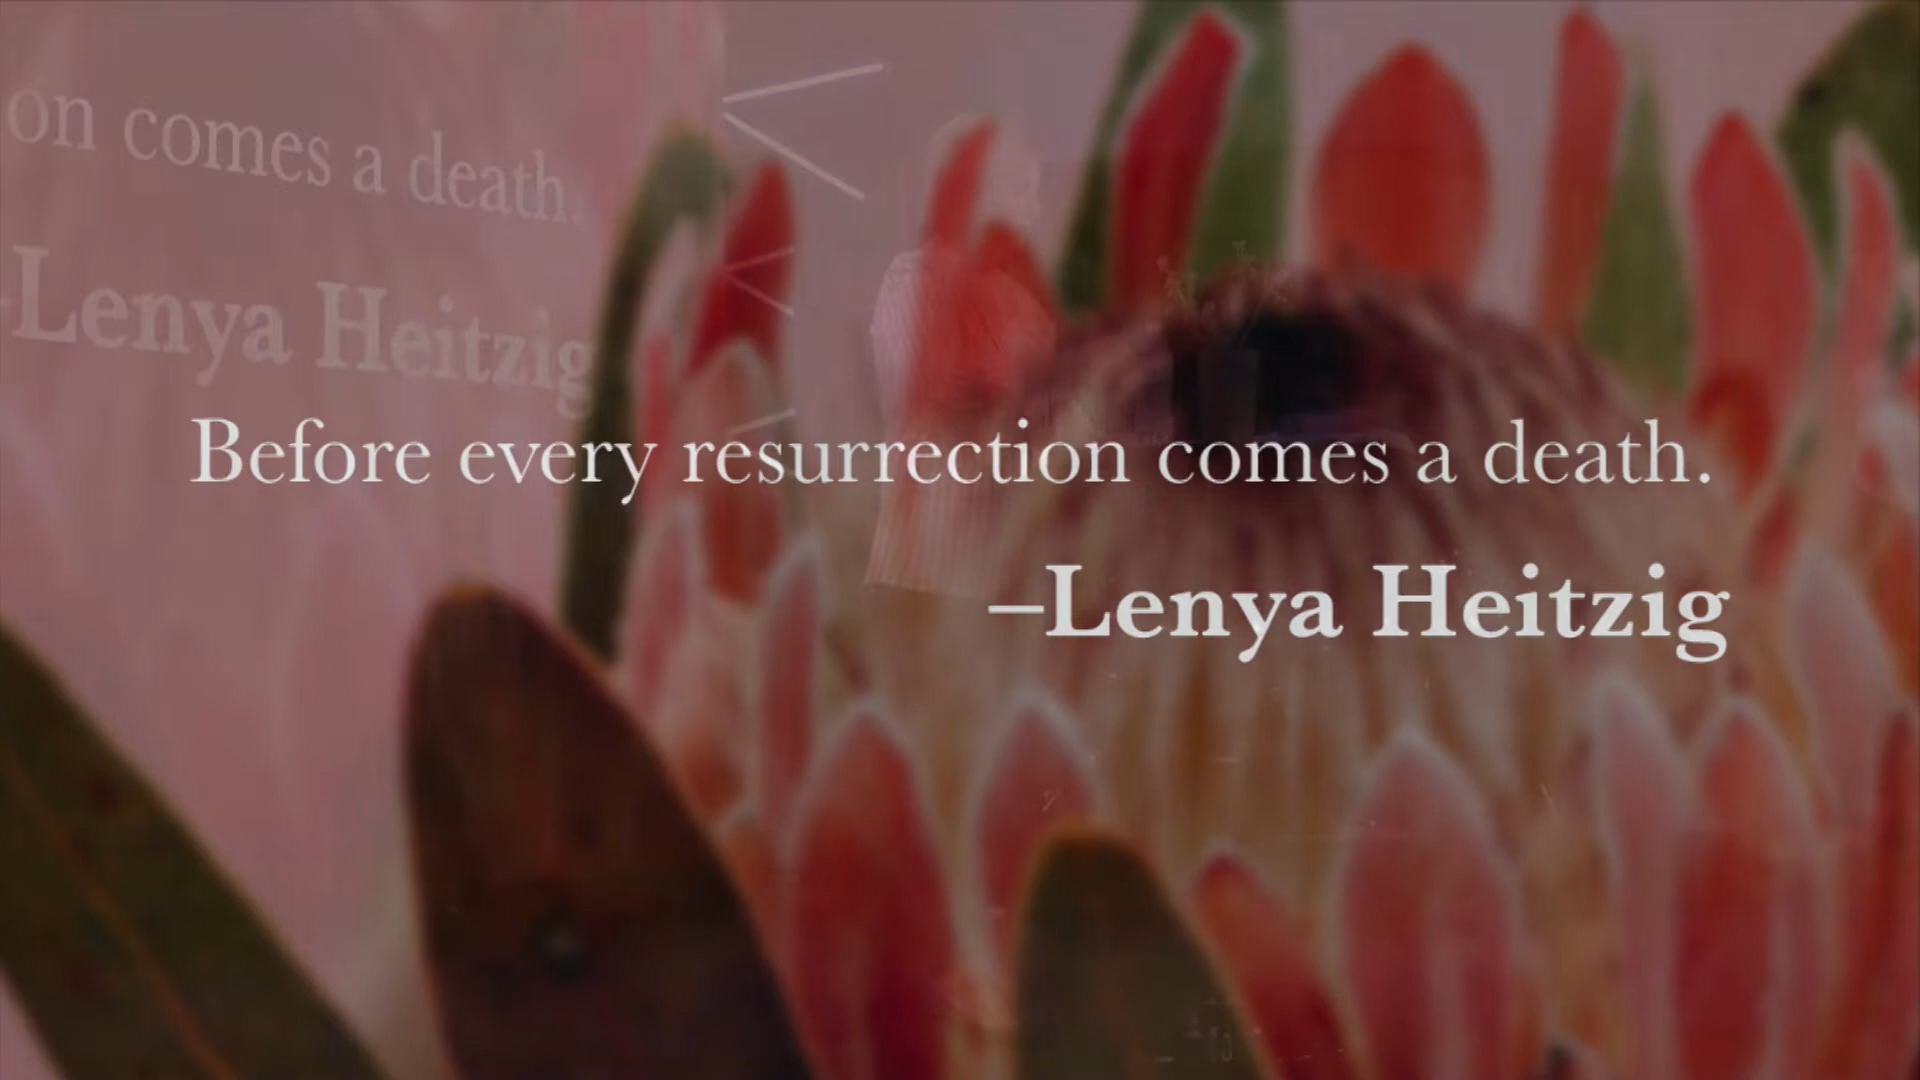 on comes a death.
-Lenya Heitzig
Before every resurrection comes a death.
–Lenya Heitzig